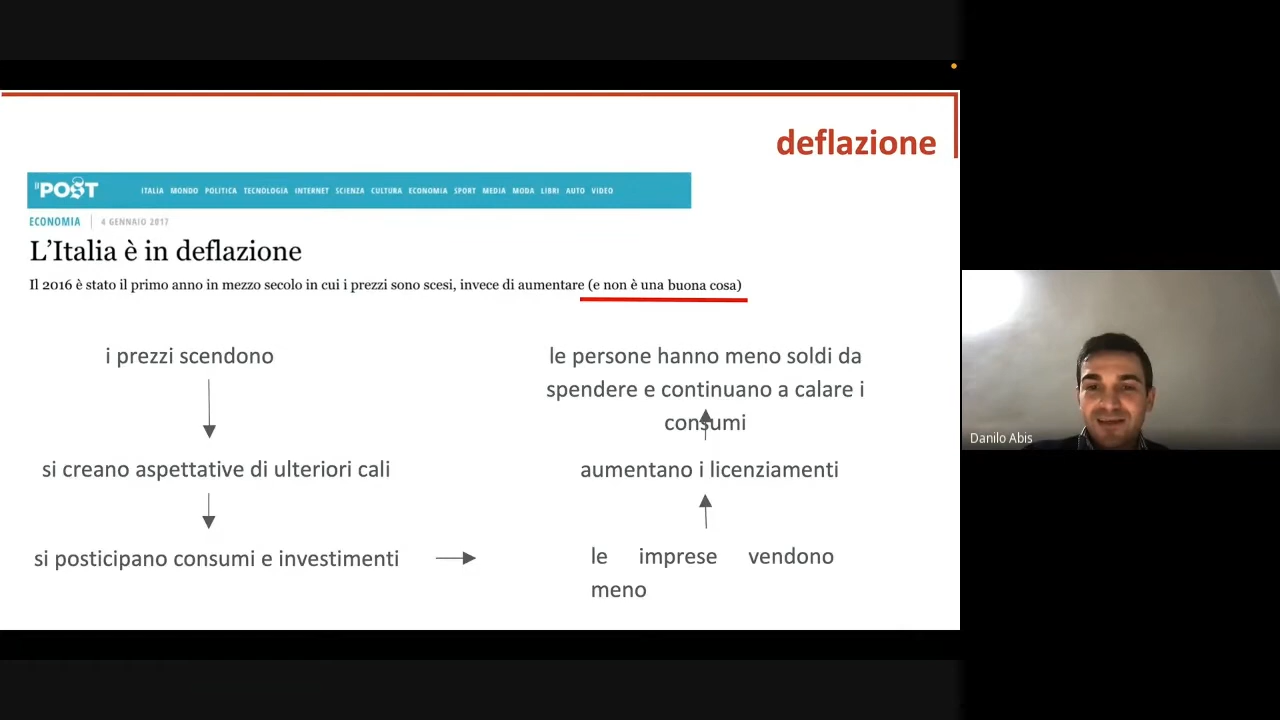 deflazione
il POST
ITALIA MONDO POLITICA TECNOLOGIA INTERNET SCIENZA CULTURA ECONOMIA SPORT MEDIA MODA LIBRI AUTO VIDEO
ECONOMIA 4 GENNAIO 2017
L’Italia è in deflazione
Il 2016 è stato il primo anno in mezzo secolo in cui i prezzi sono scesi, invece di aumentare (e non è una buona cosa)
i prezzi scendono
si creano aspettative di ulteriori cali
si posticipano consumi e investimenti
le persone hanno meno soldi da
spendere e continuano a calare i
consumi
aumentano i licenziamenti
le imprese vendono
meno
Danilo Abis